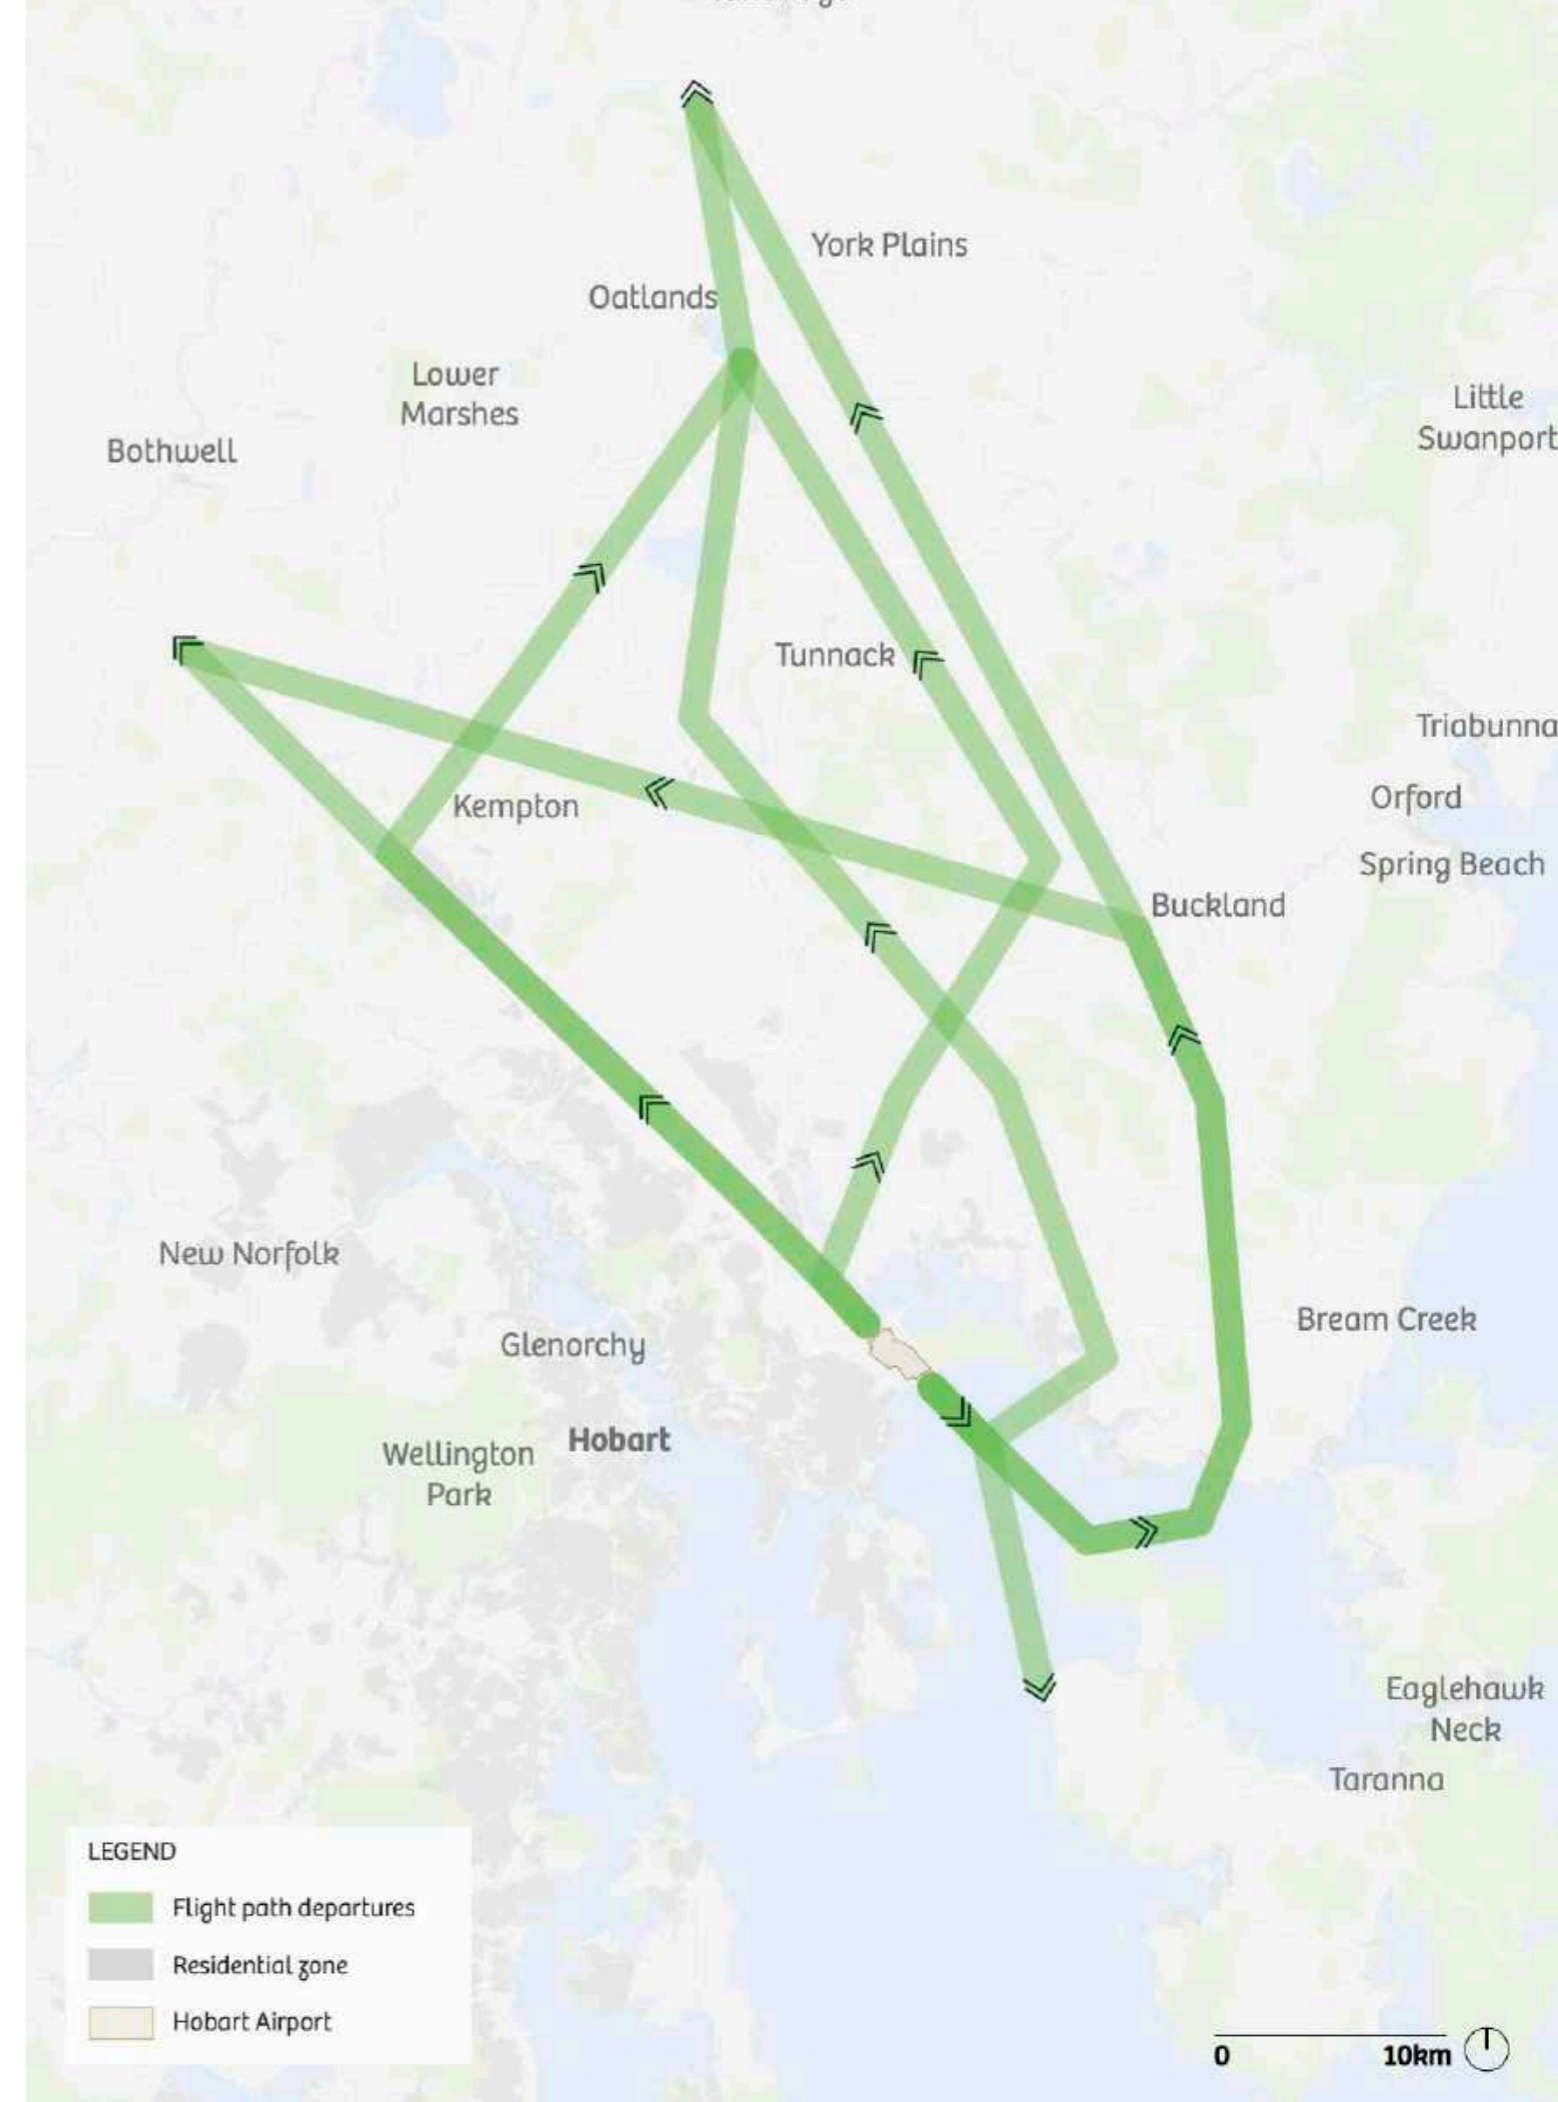 York Plains
Oatlands
Lower
Marshes
Little
Swanport
Bothwell
Tunnack
Triabunna
Orford
Kempton
Spring Beach
Buckland
New Norfolk
Bream Creek
Glenorchy
Hobart
Wellington
Park
Eaglehawk
Neck
Taranna
LEGEND
Flight path departures
Residential zone
Hobart Airport
0 10km